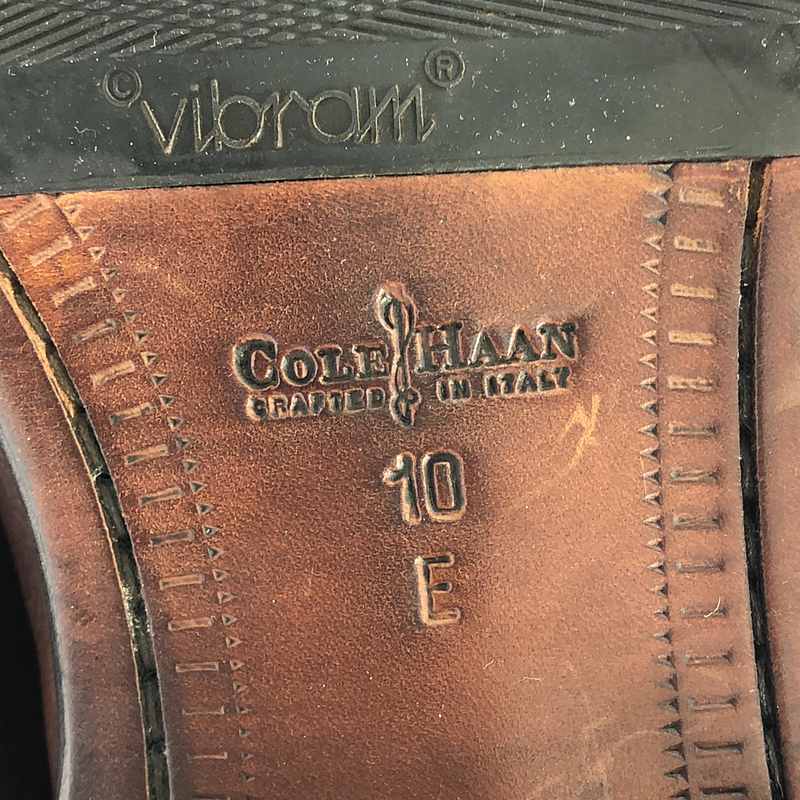 © vibram ®
COLE HAAN
CRAFTED IN ITALY
10
E